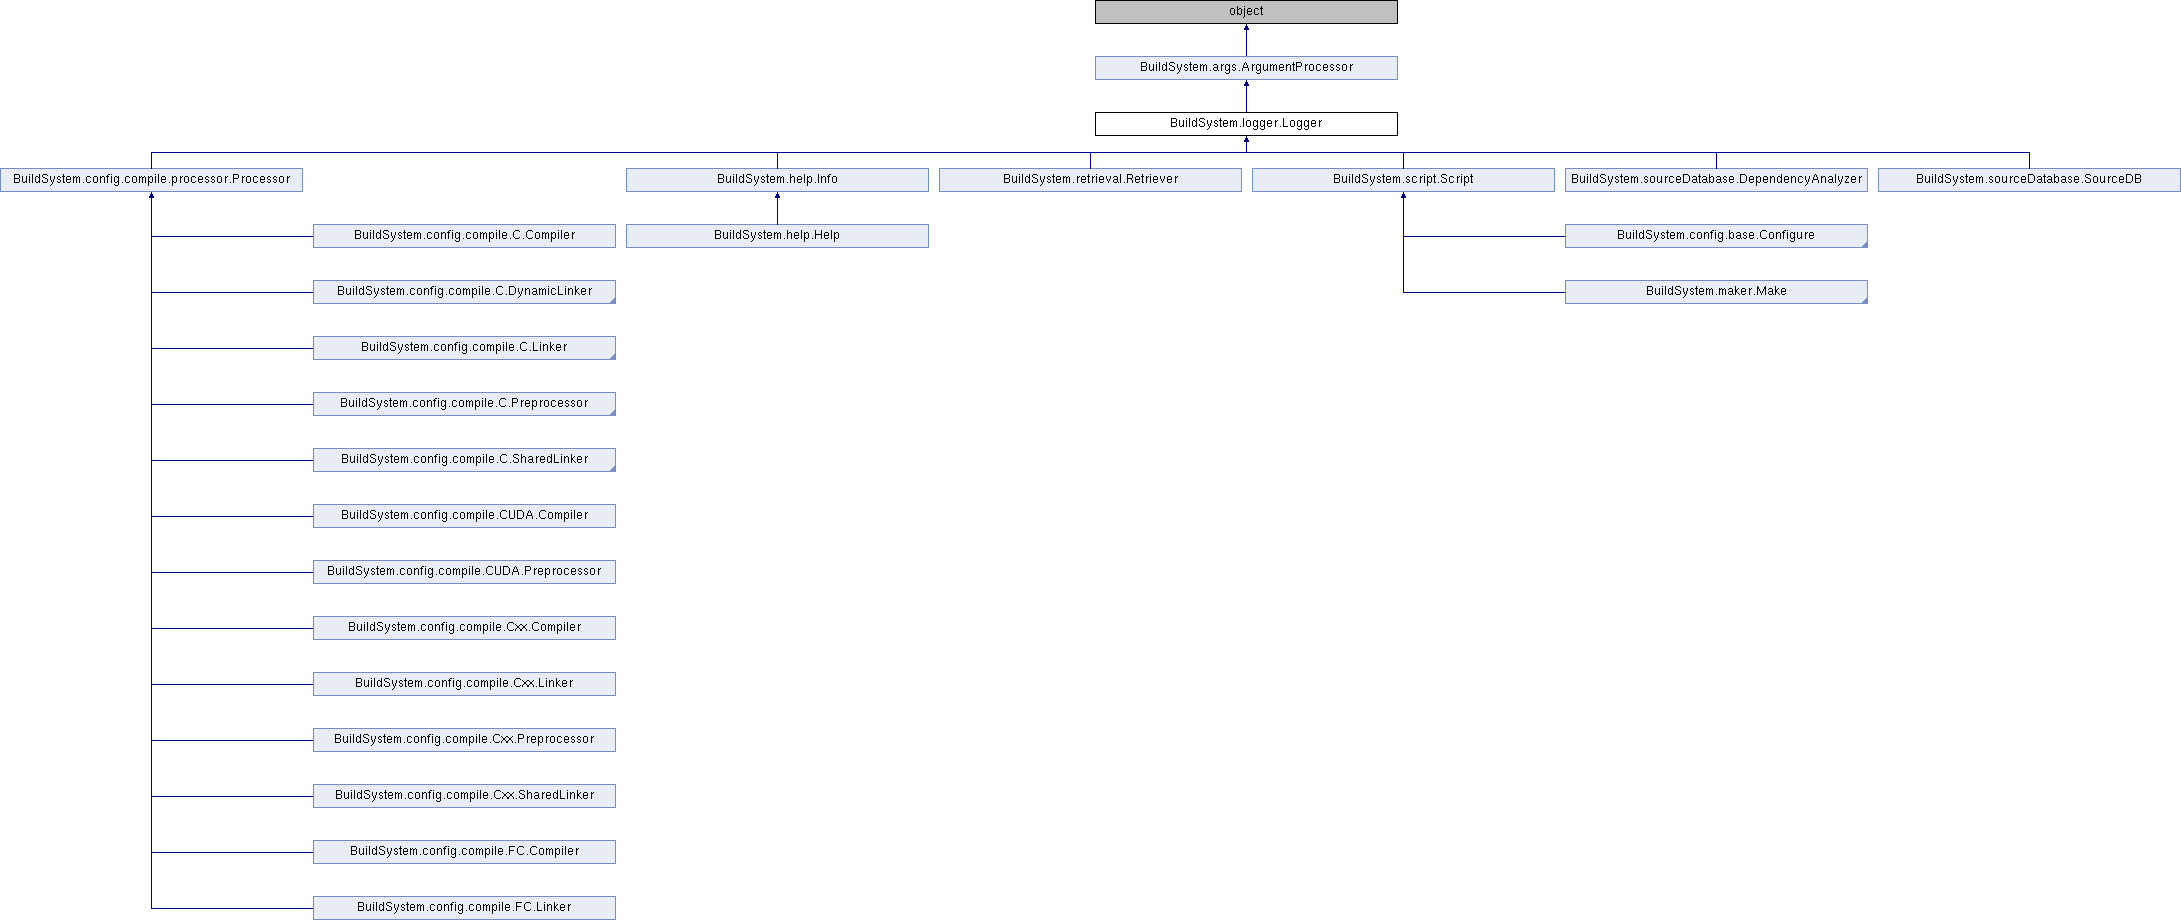 object
BuildSystem.args.ArgumentProcessor
BuildSystem.logger.Logger
BuildSystem.config.compile.processor.Processor
BuildSystem.help.Info
BuildSystem.retrieval.Retriever
BuildSystem.script.Script
BuildSystem.sourceDatabase.DependencyAnalyzer
BuildSystem.sourceDatabase.SourceDB
BuildSystem.config.compile.C.Compiler
BuildSystem.help.Help
BuildSystem.config.base.Configure
BuildSystem.config.compile.C.DynamicLinker
BuildSystem.maker.Make
BuildSystem.config.compile.C.Linker
BuildSystem.config.compile.C.Preprocessor
BuildSystem.config.compile.C.SharedLinker
BuildSystem.config.compile.CUDA.Compiler
BuildSystem.config.compile.CUDA.Preprocessor
BuildSystem.config.compile.Cxx.Compiler
BuildSystem.config.compile.Cxx.Linker
BuildSystem.config.compile.Cxx.Preprocessor
BuildSystem.config.compile.Cxx.SharedLinker
BuildSystem.config.compile.FC.Compiler
BuildSystem.config.compile.FC.Linker